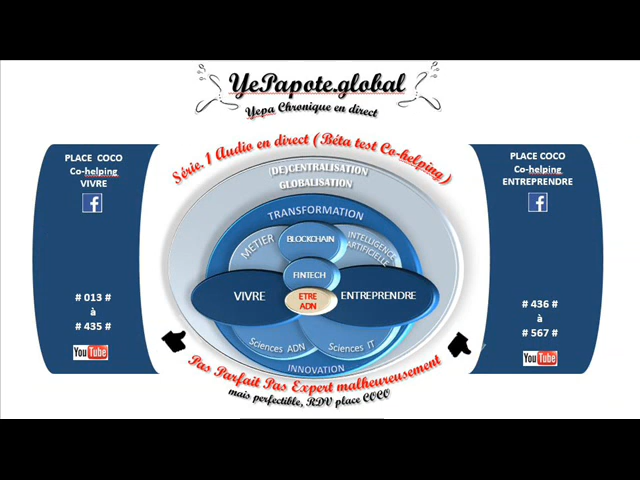 YePapote.global
Yepa Chronique en direct
Série, 1 Audio en direct (Béta test Co-helping)
PLACE COCO
Co-helping
VIVRE
# 013 #
à
# 435 #
YouTube
(DE)CENTRALISATION
GLOBALISATION
TRANSFORMATION
METIER
BLOCKCHAIN
INTELLIGENCE
ARTIFICIELLE
FINTECH
VIVRE
ETRE
ADN
ENTREPRENDRE
Sciences ADN
Sciences IT
INNOVATION
PLACE COCO
Co-helping
ENTREPRENDRE
# 436 #
à
# 567 #
YouTube
Pas Parfait Pas Expert malheureusement
mais perfectible, RDV place COCO